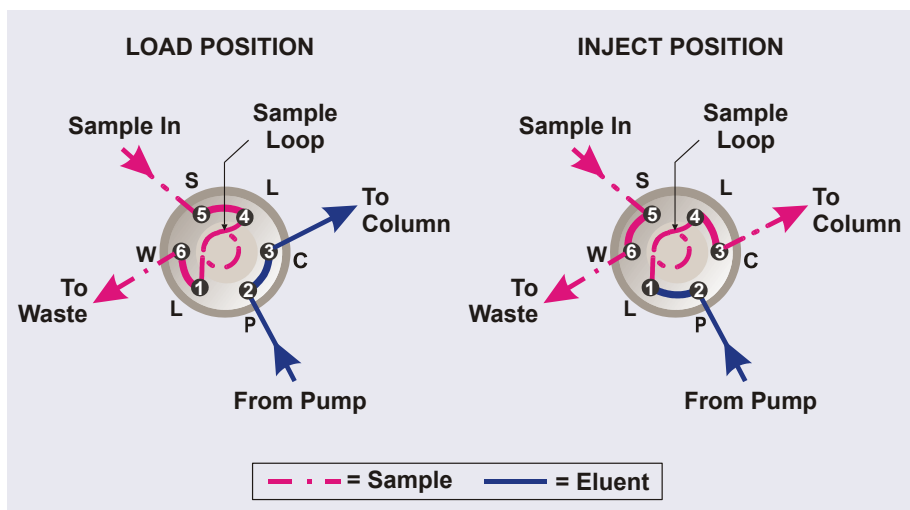 LOAD POSITION
Sample In
Sample
Loop
S
L
5
4
To
Column
W
6
3
C
To
Waste
1
2
L
P
From Pump
INJECT POSITION
Sample In
Sample
Loop
S
L
5
4
To
Column
W
6
3
C
To
Waste
1
2
L
P
From Pump
= Sample
= Eluent